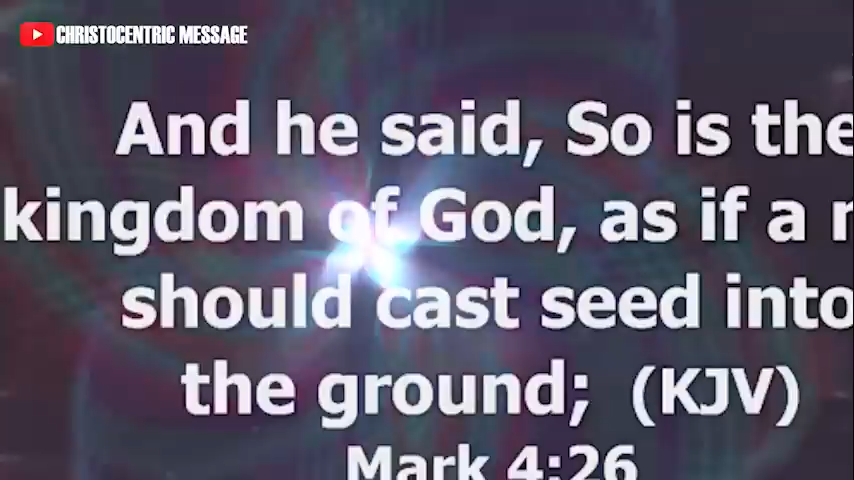 CHRISTOCENTRIC MESSAGE
And he said, So is the
kingdom of God, as if a
should cast seed into
the ground; (KJV)
Mark 4:26